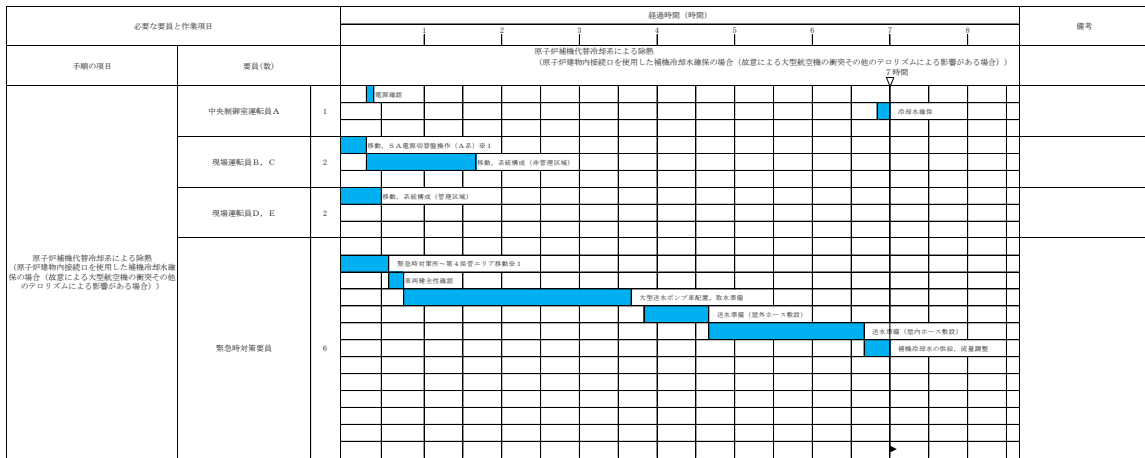 必要な要員と作業項目
経過時間（時間）
備考
1 2 3 4 5 6 7 8
手順の項目
要員(数)
原子炉補機代替冷却系による除熱
（原子炉建物内接続口を使用した補機冷却水確保の場合（故意による大型航空機の衝突その他のテロリズムによる影響がある場合））
7時間
原子炉補機代替冷却系による除熱
（原子炉建物内接続口を使用した補機冷却水確
保の場合（故意による大型航空機の衝突その他
のテロリズムによる影響がある場合））
中央制御室運転員A
1
電源確認
冷却水確保
現場運転員B，C
2
移動，SA電源切替盤操作（A系）※1
移動，系統構成（非管理区域）
現場運転員D，E
2
移動，系統構成（管理区域）
緊急時対策要員
6
緊急時対策所～第4保管エリア移動※1
車両健全性確認
大型送水ポンプ車配置，取水準備
送水準備（屋外ホース敷設）
送水準備（屋内ホース敷設）
補機冷却水の供給，流量調整